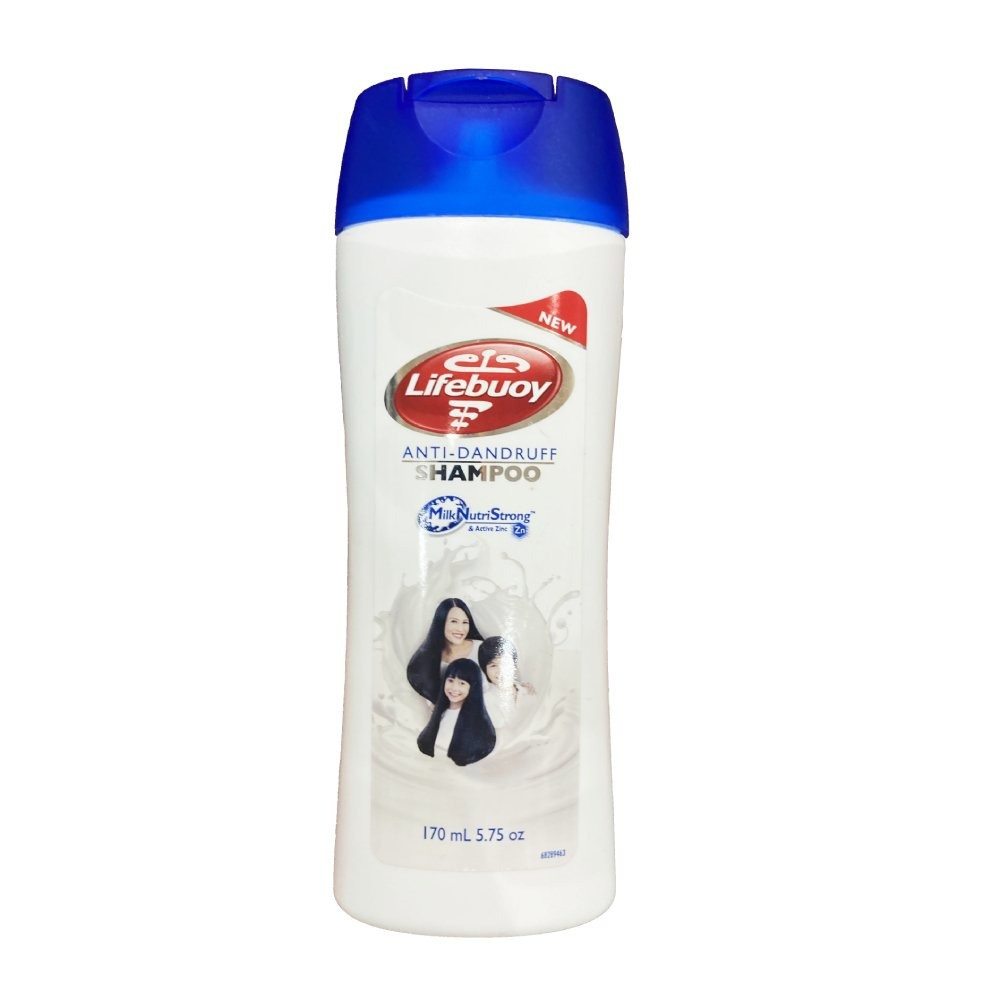 NEW
Lifebuoy
ANTI-DANDRUFF
SHAMPOO
MilkNutriStrong™
& Active Zinc Zn
170 mL 5.75 oz
68289463